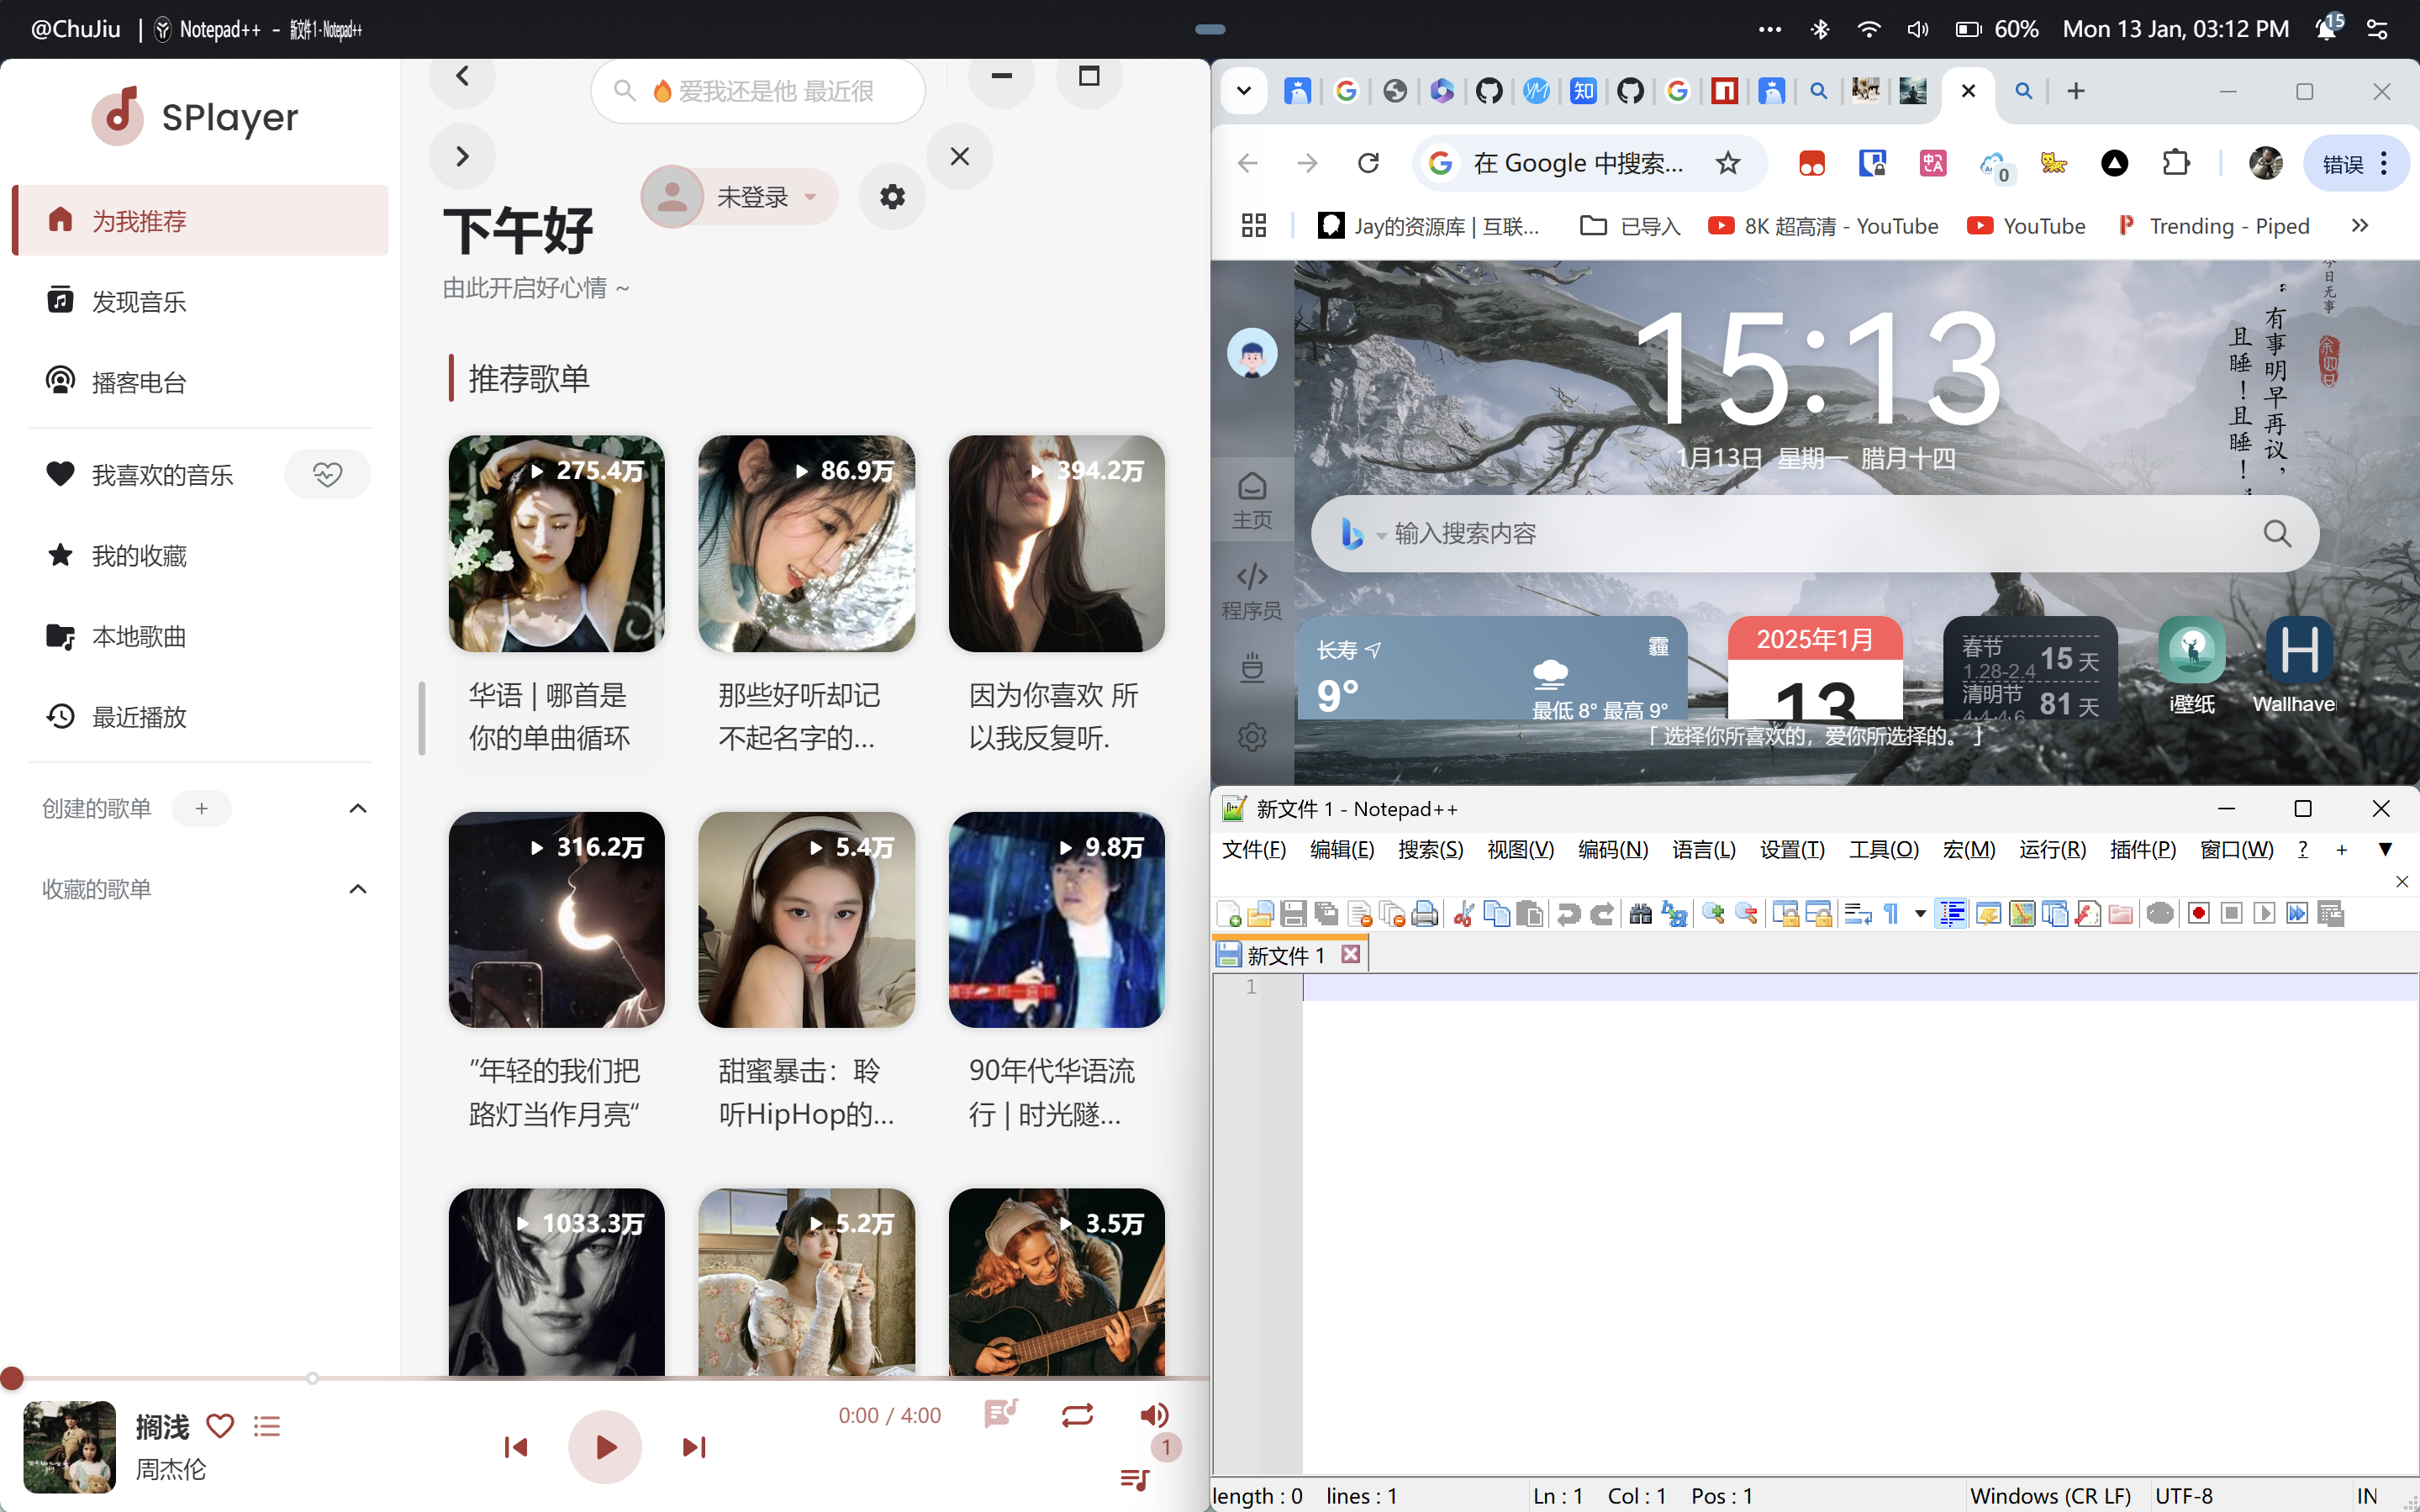 @ChuJiu | Notepad++ - 新文件 1 - Notepad++
60% Mon 13 Jan, 03:12 PM 15
SPlayer
为我推荐
发现音乐
播客电台
我喜欢的音乐
我的收藏
本地歌曲
最近播放
创建的歌单 +
收藏的歌单
爱我还是他 最近很
未登录
下午好
由此开启好心情 ~
推荐歌单
275.4万
86.9万
394.2万
华语 | 哪首是
你的单曲循环
那些好听却记
不起名字的...
因为你喜欢 所
以我反复听.
316.2万
5.4万
9.8万
“年轻的我们把
路灯当作月亮“
甜蜜暴击：聆
听HipHop的...
90年代华语流
行 | 时光隧...
1033.3万
5.2万
3.5万
搁浅
周杰伦
0:00 / 4:00
1
知
在 Google 中搜索...
0
错误
Jay的资源库 | 互联...
已导入
8K 超高清 - YouTube
YouTube
Trending - Piped
今日无事
“有事明早再议，
且睡！且睡！”
15:13
1月13日 星期一 腊月十四
主页
程序员
输入搜索内容
长寿
霾
9°
最低 8° 最高 9°
2025年1月
13
春节
1.28-2.4
15 天
清明节
4.4-4.6
81 天
i壁纸
Wallhave
「 选择你所喜欢的，爱你所选择的。 」
新文件 1 - Notepad++
文件(F) 编辑(E) 搜索(S) 视图(V) 编码(N) 语言(L) 设置(T) 工具(O) 宏(M) 运行(R) 插件(P) 窗口(W) ? +
新文件 1
1
length : 0 lines : 1
Ln : 1 Col : 1 Pos : 1
Windows (CR LF)
UTF-8
IN